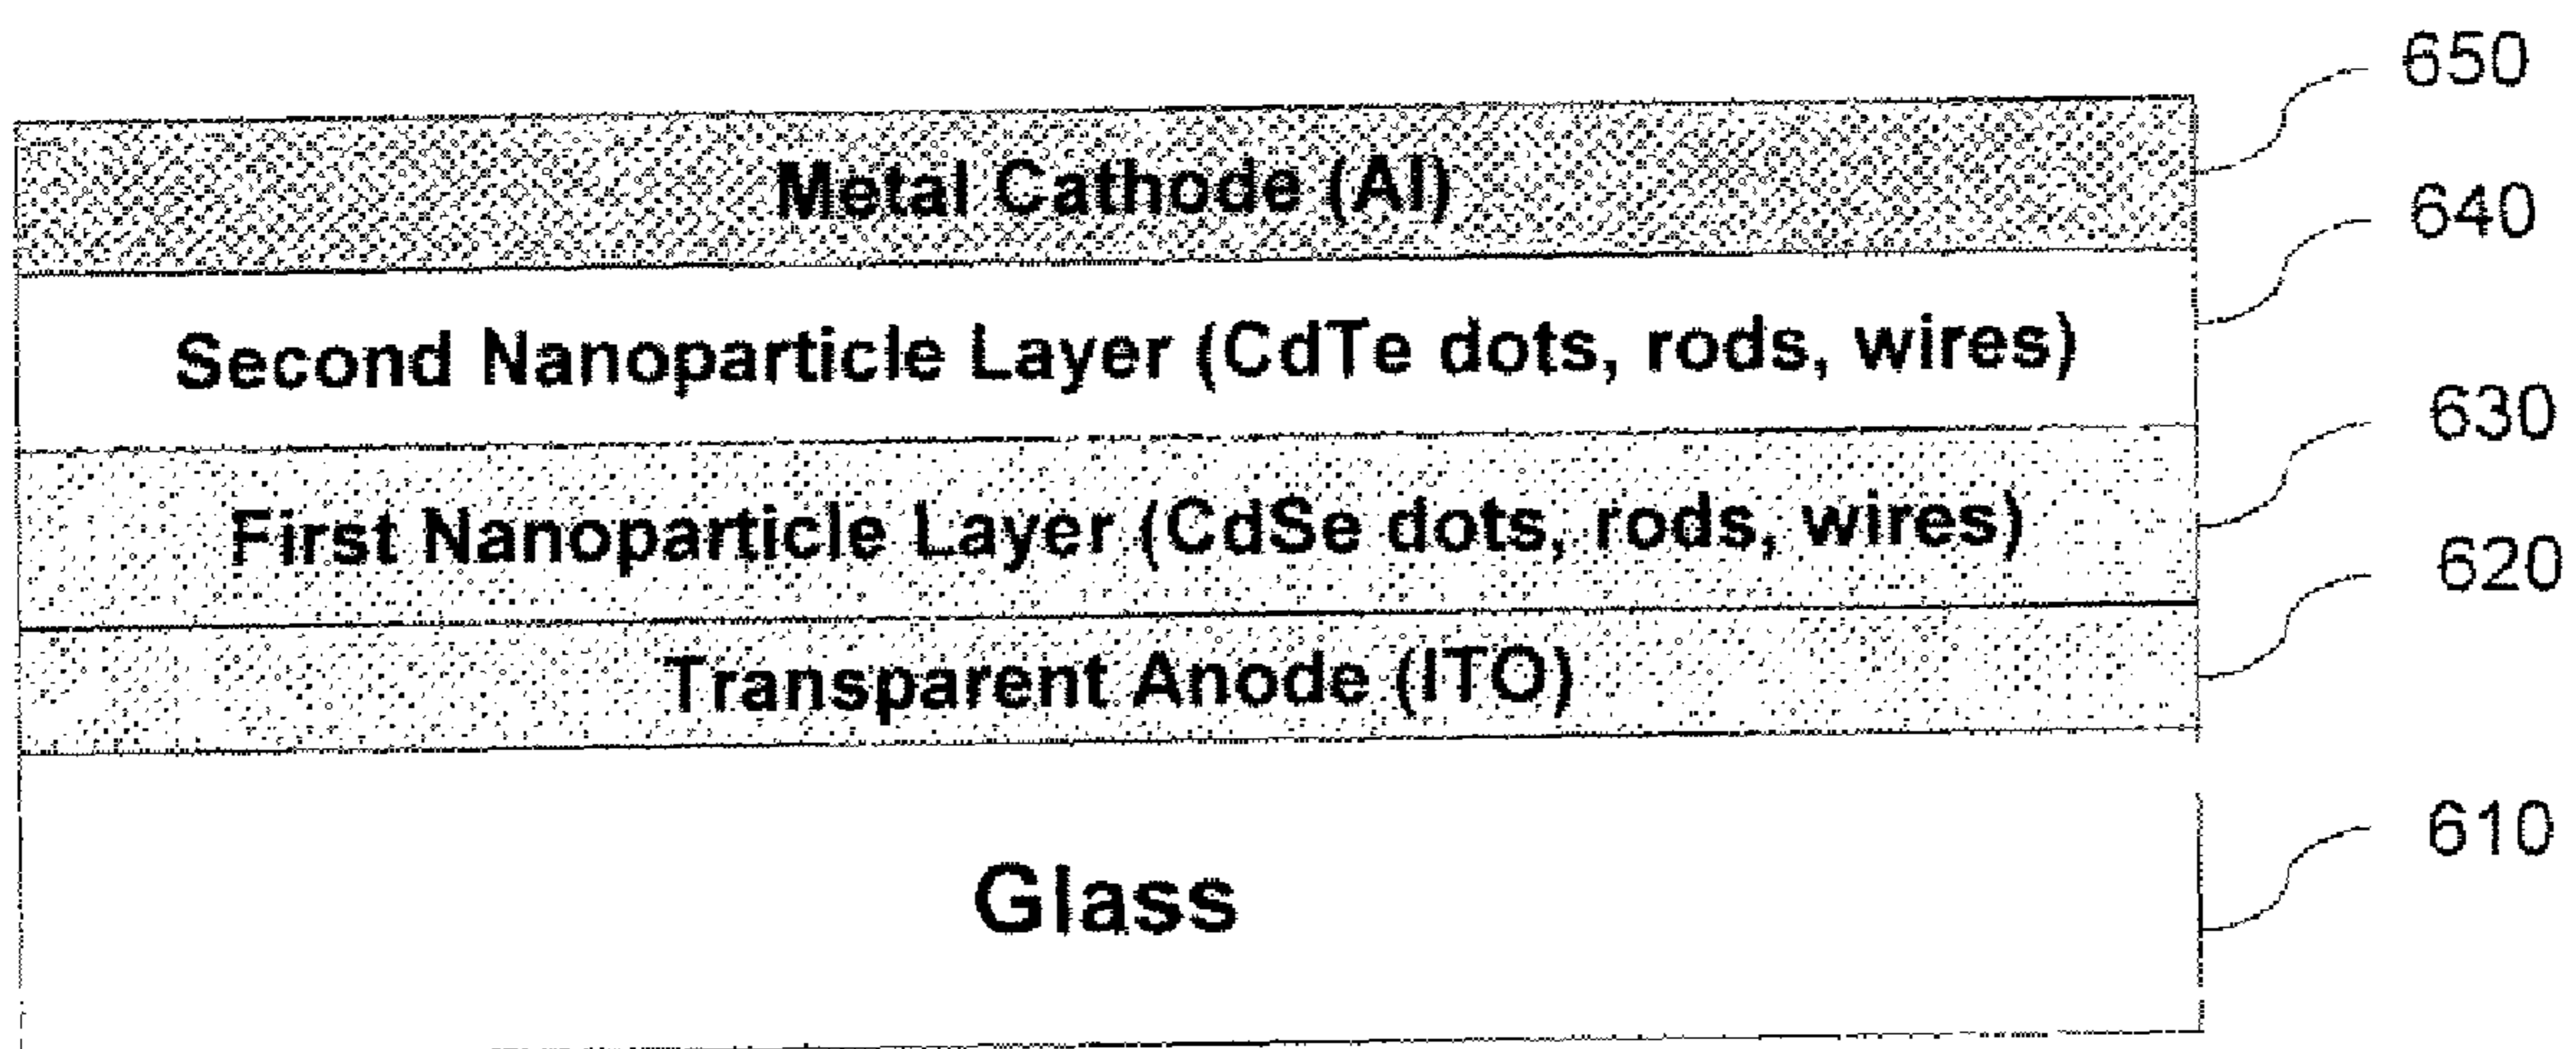 650
Metal Cathode (Al)
640
Second Nanoparticle Layer (CdTe dots, rods, wires)
630
First Nanoparticle Layer (CdSe dots, rods, wires)
620
Transparent Anode (ITO)
610
Glass